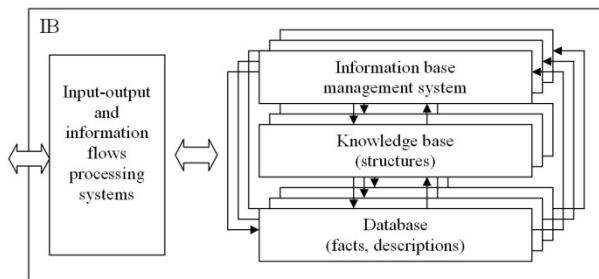 IB
Input-output
and
information
flows
processing
systems
Information base
management system
Knowledge base
(structures)
Database
(facts, descriptions)